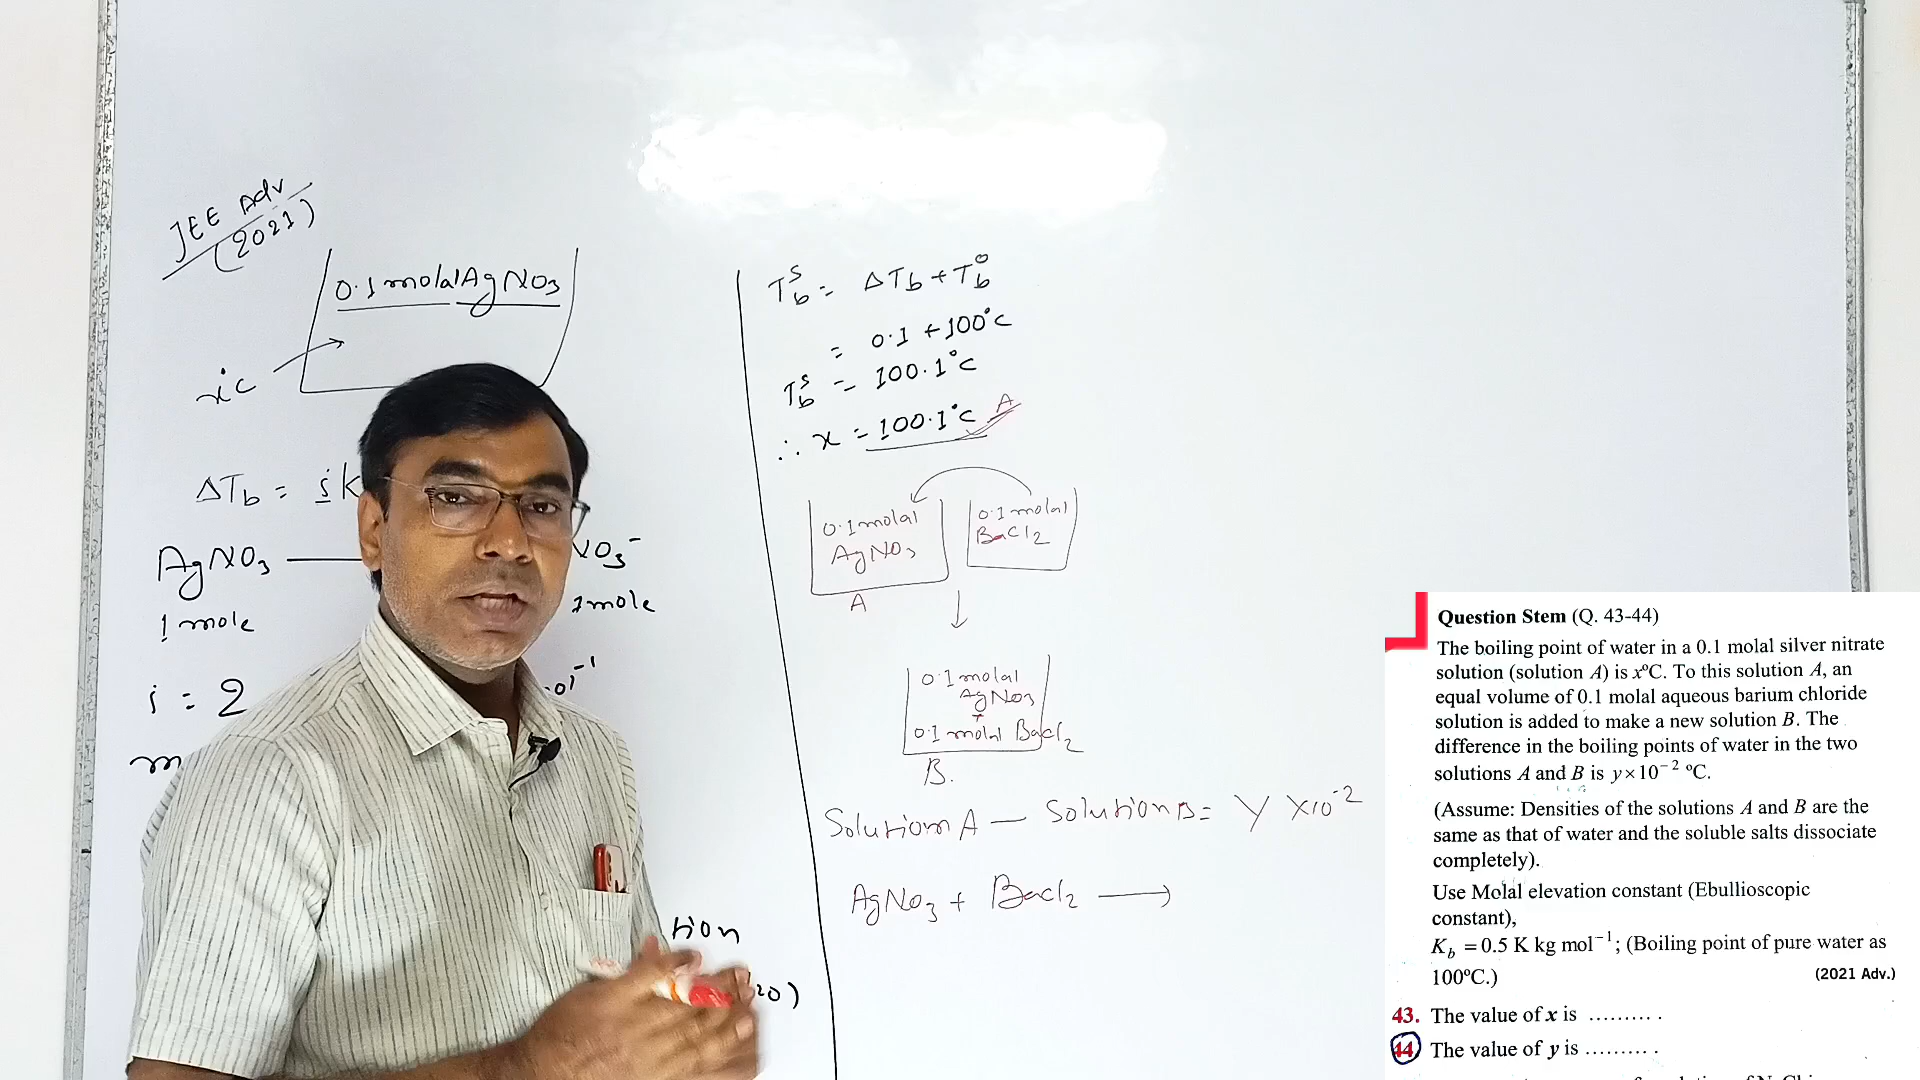 JEE Adv
(2021)
0.1 molal AgNO3
xc
ΔTb = ik
AgNO3 ——
NO3⁻
1 mole
1 mole
i = 2
ol⁻¹
m
tion
20)
Tb^s = ΔTb + Tb^o
= 0.1 + 100°c
Tb^s = 100.1°c
∴ x = 100.1°c A
0.1 molal
AgNO3
A
0.1 molal
BaCl2
0.1 molal
AgNO3
+
0.1 molal BaCl2
B.
Solution A — Solution B = Y X10⁻²
AgNO3 + BaCl2 ⟶
Question Stem (Q. 43-44)
The boiling point of water in a 0.1 molal silver nitrate
solution (solution A) is x°C. To this solution A, an
equal volume of 0.1 molal aqueous barium chloride
solution is added to make a new solution B. The
difference in the boiling points of water in the two
solutions A and B is y×10⁻² °C.
(Assume: Densities of the solutions A and B are the
same as that of water and the soluble salts dissociate
completely).
Use Molal elevation constant (Ebullioscopic
constant),
Kb = 0.5 K kg mol⁻¹; (Boiling point of pure water as
100°C.) (2021 Adv.)
43. The value of x is ......... .
44 The value of y is ......... .